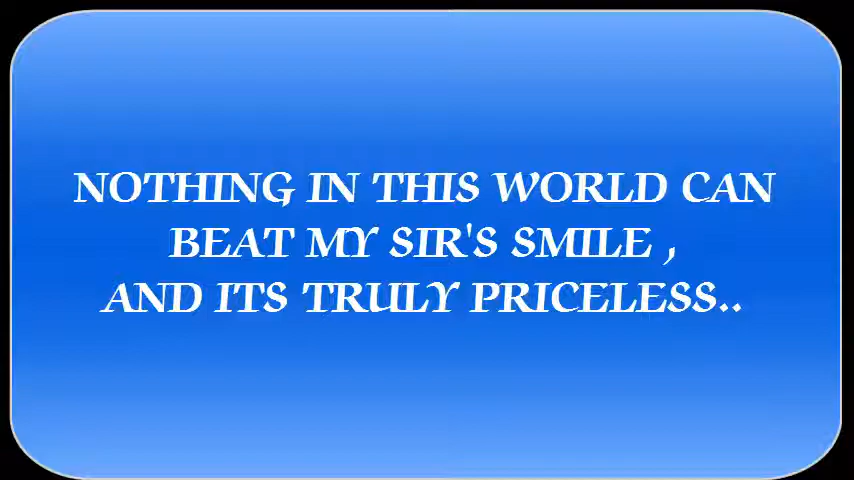 NOTHING IN THIS WORLD CAN
BEAT MY SIR'S SMILE ,
AND ITS TRULY PRICELESS..